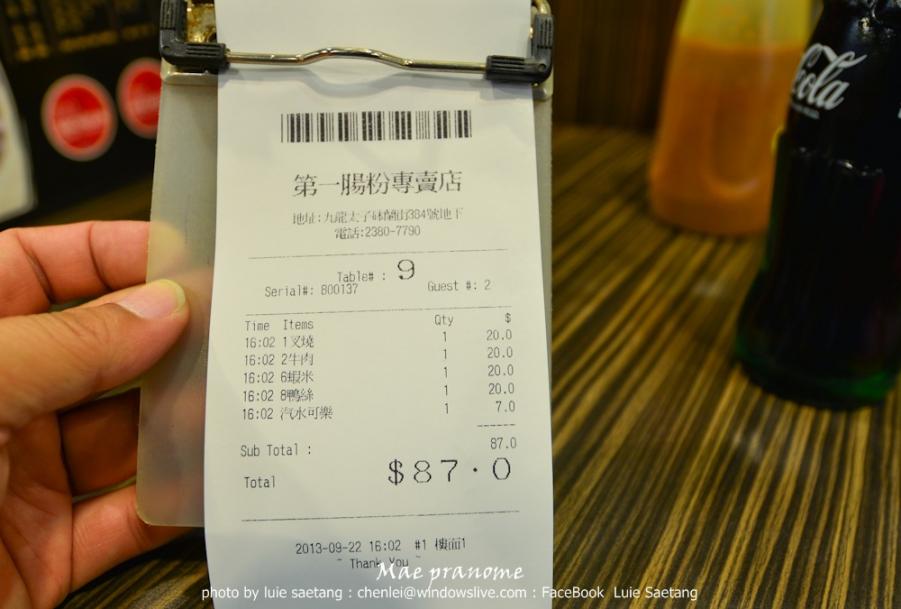 第一腸粉專賣店
地址:九龍太子砵蘭街384號地下
電話:2380-7790
Table# : 9
Serial#: 800137 Guest #: 2
Time Items Qty $
16:02 1叉燒 1 20.0
16:02 2牛肉 1 20.0
16:02 6蝦米 1 20.0
16:02 8鴨絲 1 20.0
16:02 汽水可樂 1 7.0
Sub Total : 87.0
Total $87.0
2013-09-22 16:02 #1 樓面1
~ Thank You ~
Mae pranome
photo by luie saetang : chenlei@windowslive.com : FaceBook Luie Saetang
Cola